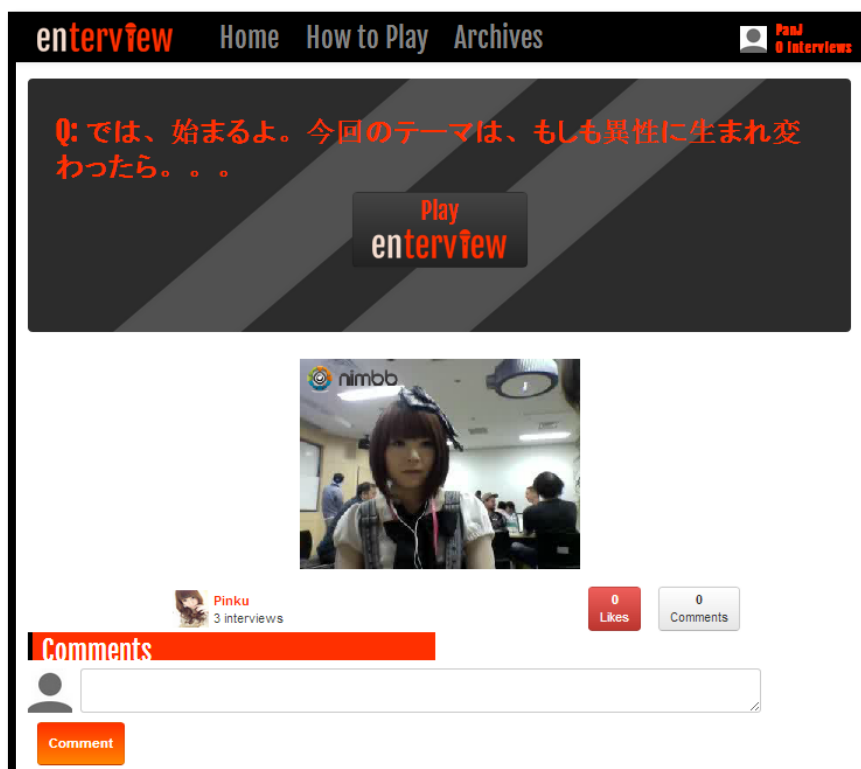 enterview Home How to Play Archives
PanJ
0 Interviews
Q: では、始まるよ。今回のテーマは、もしも異性に生まれ変
わったら。。。
Play
enterview
nimbb
Pinku
3 interviews
0
Likes
0
Comments
Comments
Comment